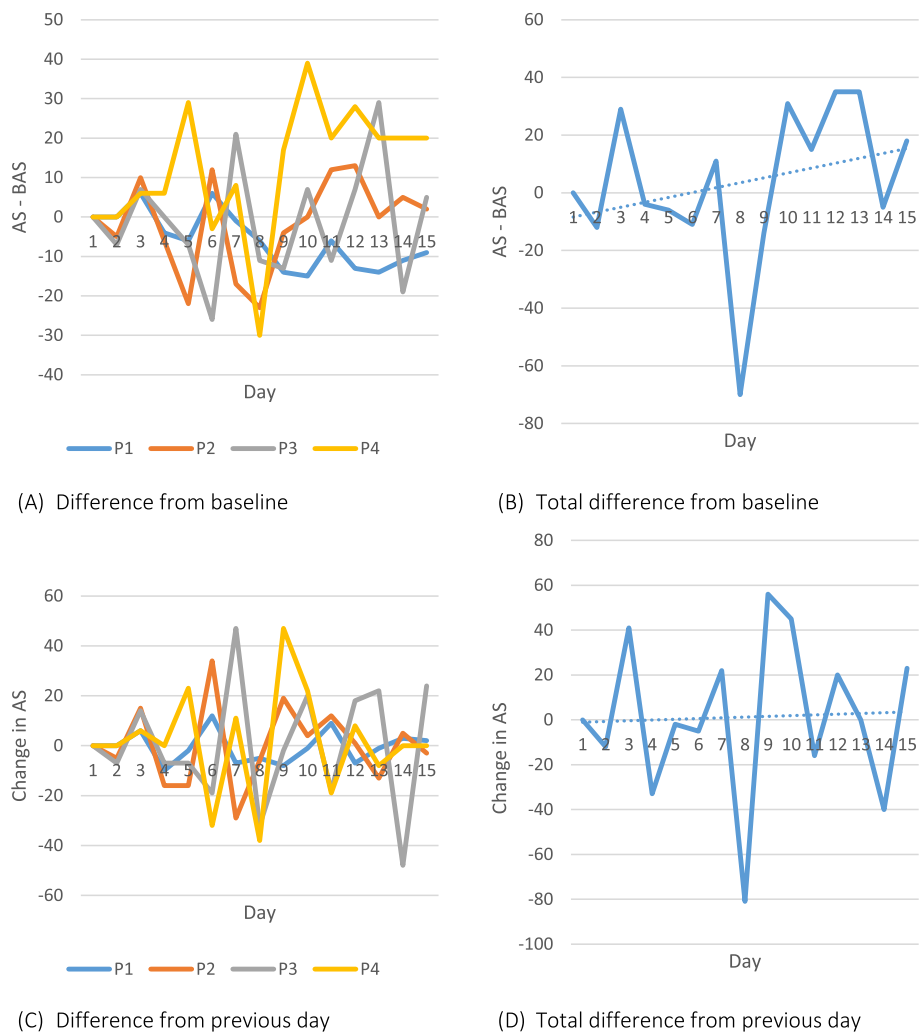 50
40
30
20
10
0
-10
-20
-30
-40
AS - BAS
1 2 3 4 5 6 7 8 9 10 11 12 13 14 15
Day
P1 P2 P3 P4
(A) Difference from baseline
60
40
20
0
-20
-40
-60
-80
AS - BAS
1 2 3 4 5 6 7 8 9 10 11 12 13 14 15
Day
(B) Total difference from baseline
60
40
20
0
-20
-40
-60
Change in AS
1 2 3 4 5 6 7 8 9 10 11 12 13 14 15
Day
P1 P2 P3 P4
(C) Difference from previous day
80
60
40
20
0
-20
-40
-60
-80
-100
Change in AS
1 2 3 4 5 6 7 8 9 10 11 12 13 14 15
Day
(D) Total difference from previous day